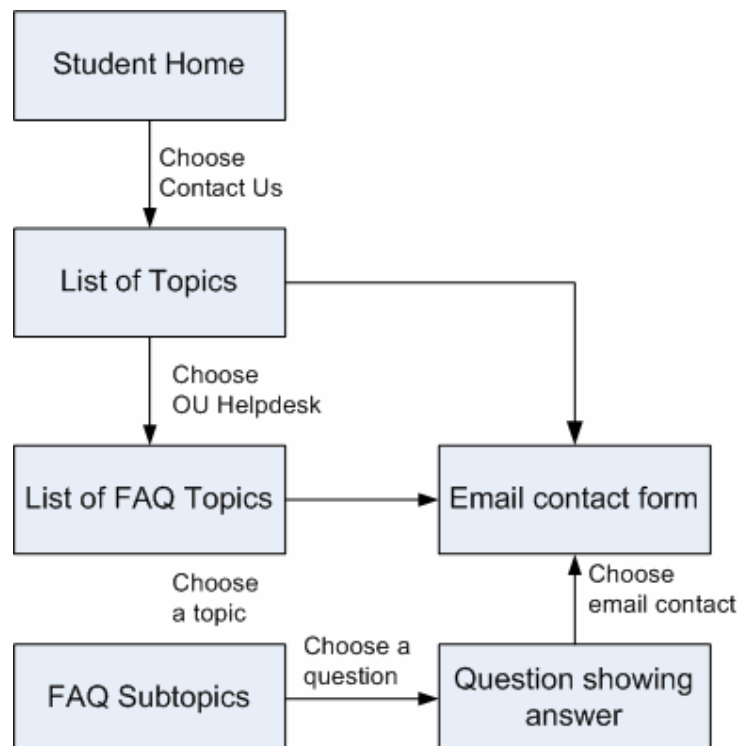 Student Home
Choose
Contact Us
List of Topics
Choose
OU Helpdesk
List of FAQ Topics
Email contact form
Choose
a topic
Choose
email contact
FAQ Subtopics
Choose a
question
Question showing
answer